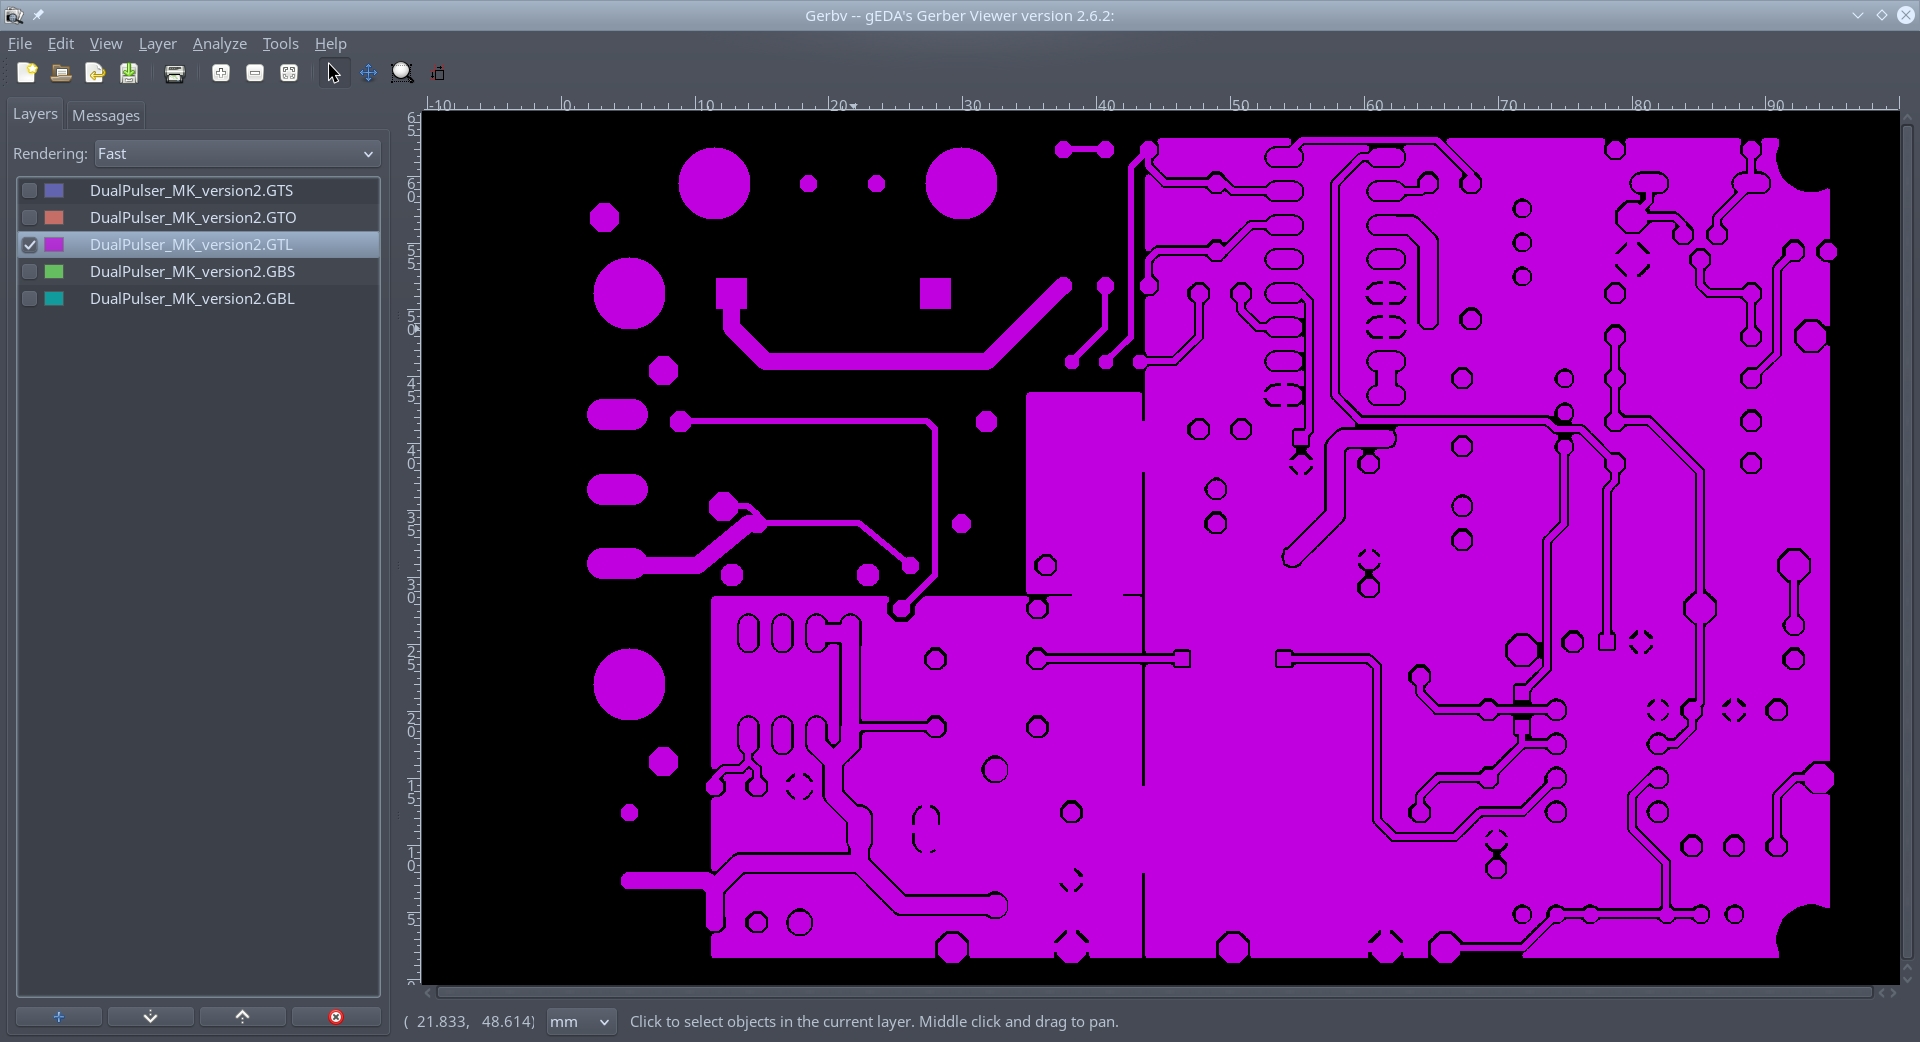 Gerbv -- gEDA's Gerber Viewer version 2.6.2:
File Edit View Layer Analyze Tools Help
Layers Messages
Rendering: Fast
DualPulser_MK_version2.GTS
DualPulser_MK_version2.GTO
DualPulser_MK_version2.GTL
DualPulser_MK_version2.GBS
DualPulser_MK_version2.GBL
-10 0 10 20 30 40 50 60 70 80 90
65
60
55
50
45
40
35
30
25
20
15
10
5
0
( 21.833, 48.614) mm Click to select objects in the current layer. Middle click and drag to pan.